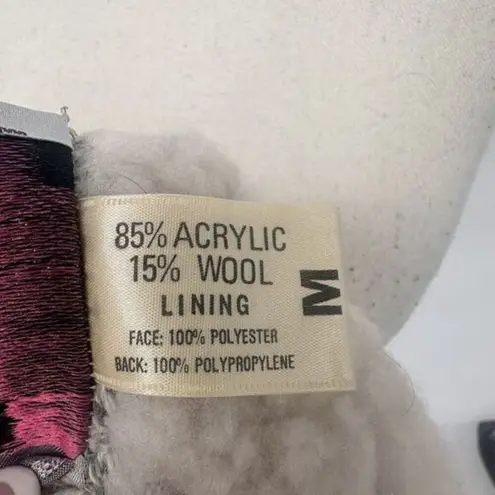 85% ACRYLIC
15% WOOL
LINING
FACE: 100% POLYESTER
BACK: 100% POLYPROPYLENE
M